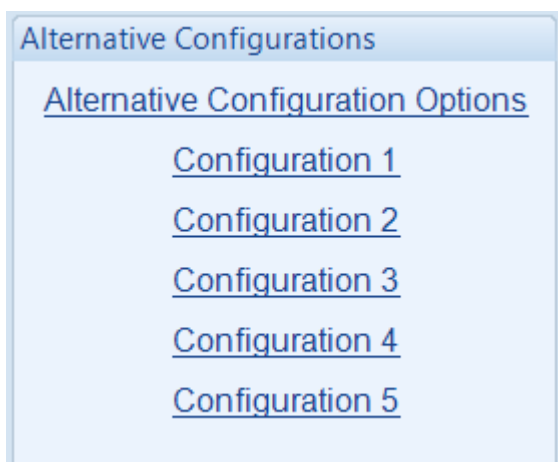 Alternative Configurations
Alternative Configuration Options
Configuration 1
Configuration 2
Configuration 3
Configuration 4
Configuration 5